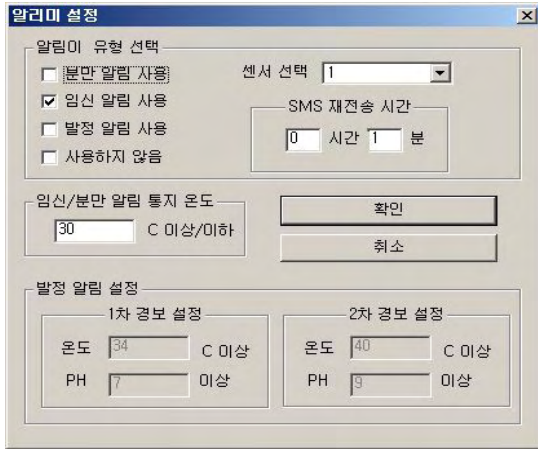 알리미 설정
알림이 유형 선택
분만 알림 사용
임신 알림 사용
발정 알림 사용
사용하지 않음
센서 선택 1
SMS 재전송 시간
0 시간 1 분
임신/분만 알림 통지 온도
30 C 이상/이하
확인
취소
발정 알림 설정
1차 경보 설정
온도 34 C 이상
PH 7 이상
2차 경보 설정
온도 40 C 이상
PH 9 이상